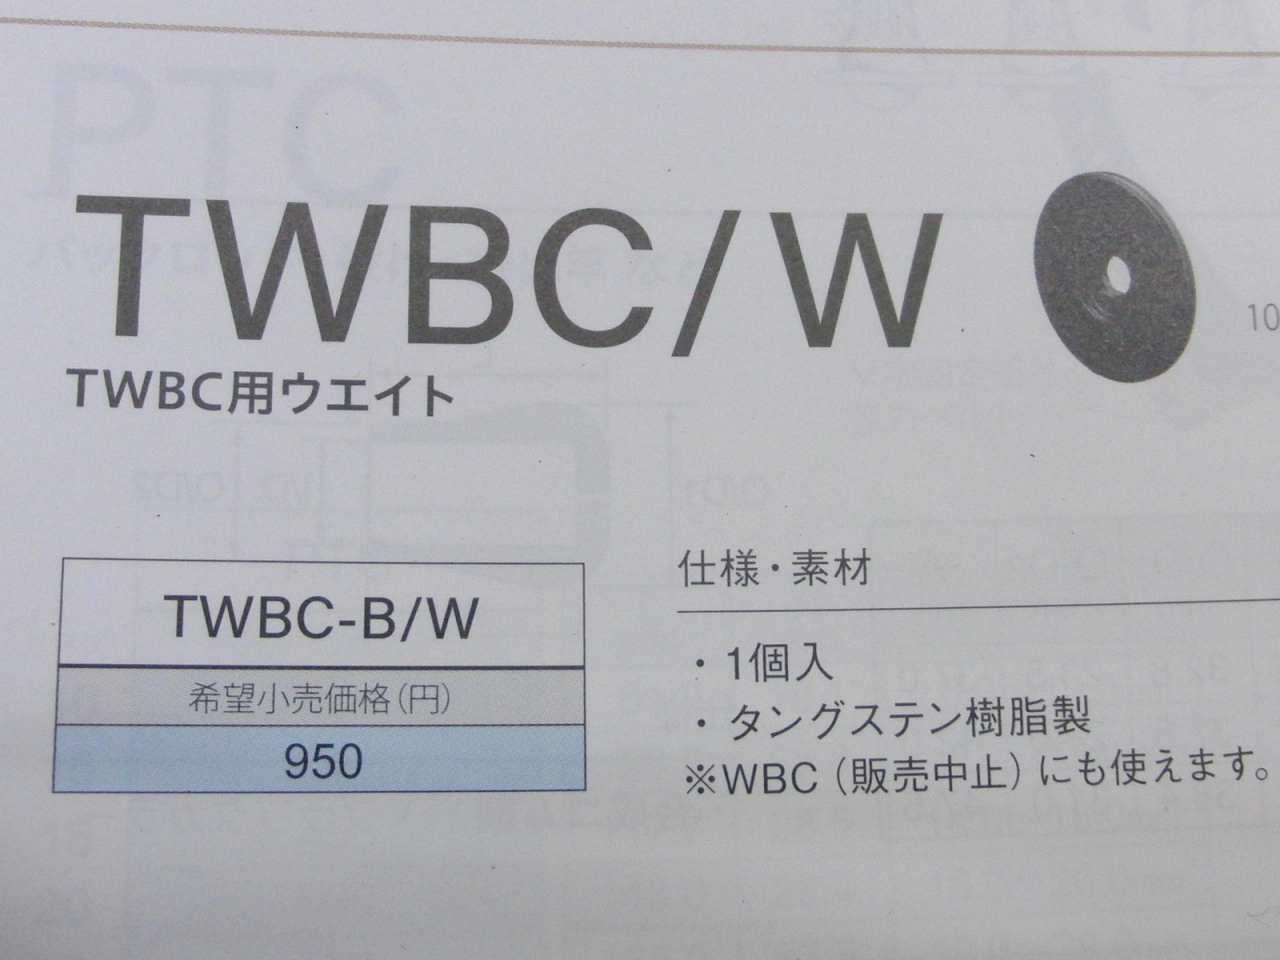 TWBC/W
10
TWBC用ウエイト
TWBC-B/W
希望小売価格(円)
950
仕様・素材
・1個入
・タングステン樹脂製
※WBC(販売中止)にも使えます。